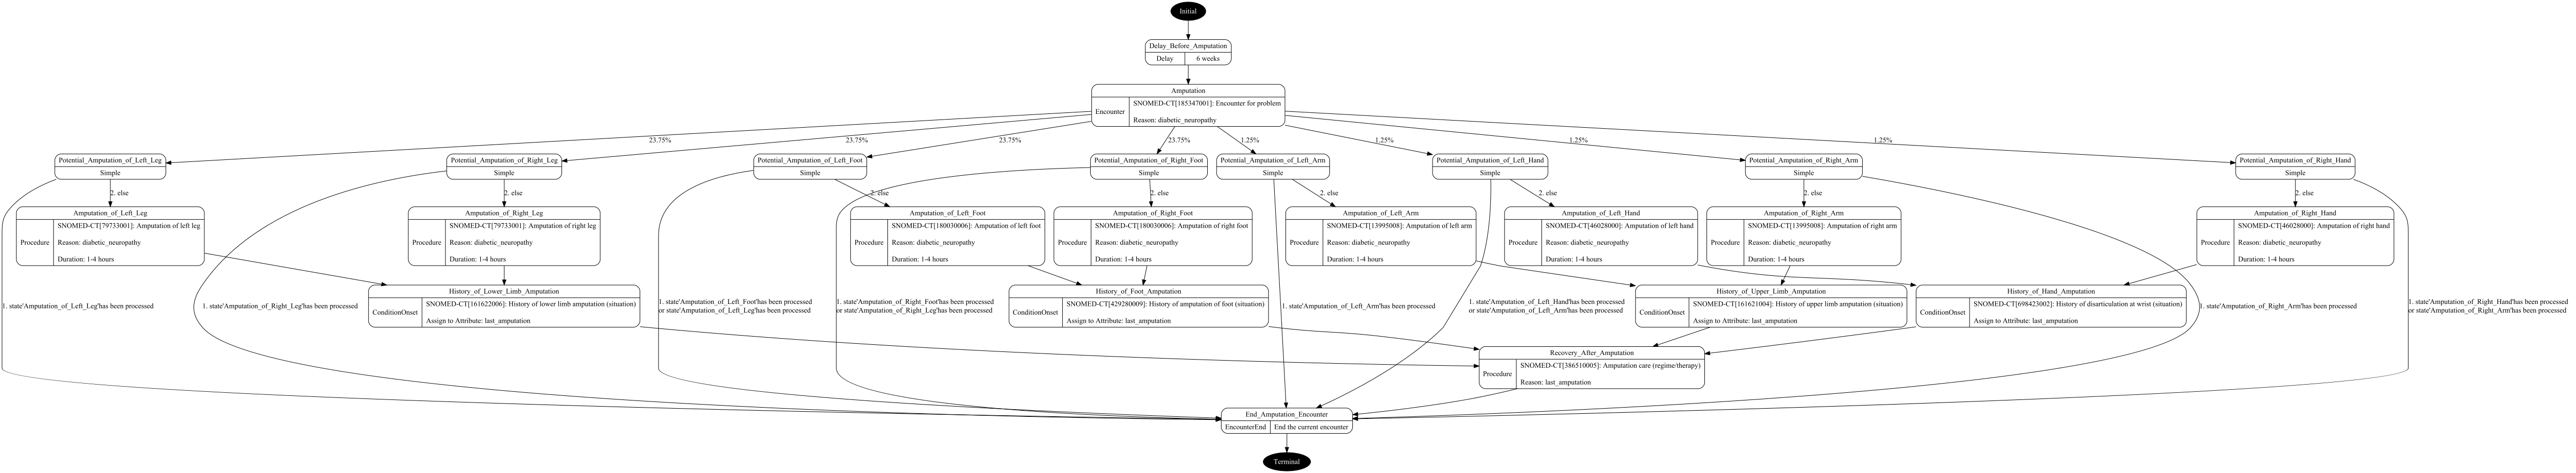 Initial
Delay_Before_Amputation
Delay 6 weeks
Amputation
Encounter
SNOMED-CT[185347001]: Encounter for problem
Reason: diabetic_neuropathy
23.75%
23.75%
23.75%
23.75%
1.25%
1.25%
1.25%
1.25%
Potential_Amputation_of_Left_Leg
Simple
Potential_Amputation_of_Right_Leg
Simple
Potential_Amputation_of_Left_Foot
Simple
Potential_Amputation_of_Right_Foot
Simple
Potential_Amputation_of_Left_Arm
Simple
Potential_Amputation_of_Left_Hand
Simple
Potential_Amputation_of_Right_Arm
Simple
Potential_Amputation_of_Right_Hand
Simple
2. else
2. else
2. else
2. else
2. else
2. else
2. else
2. else
Amputation_of_Left_Leg
Procedure
SNOMED-CT[79733001]: Amputation of left leg
Reason: diabetic_neuropathy
Duration: 1-4 hours
Amputation_of_Right_Leg
Procedure
SNOMED-CT[79733001]: Amputation of right leg
Reason: diabetic_neuropathy
Duration: 1-4 hours
Amputation_of_Left_Foot
Procedure
SNOMED-CT[180030006]: Amputation of left foot
Reason: diabetic_neuropathy
Duration: 1-4 hours
Amputation_of_Right_Foot
Procedure
SNOMED-CT[180030006]: Amputation of right foot
Reason: diabetic_neuropathy
Duration: 1-4 hours
Amputation_of_Left_Arm
Procedure
SNOMED-CT[13995008]: Amputation of left arm
Reason: diabetic_neuropathy
Duration: 1-4 hours
Amputation_of_Left_Hand
Procedure
SNOMED-CT[46028000]: Amputation of left hand
Reason: diabetic_neuropathy
Duration: 1-4 hours
Amputation_of_Right_Arm
Procedure
SNOMED-CT[13995008]: Amputation of right arm
Reason: diabetic_neuropathy
Duration: 1-4 hours
Amputation_of_Right_Hand
Procedure
SNOMED-CT[46028000]: Amputation of right hand
Reason: diabetic_neuropathy
Duration: 1-4 hours
1. state'Amputation_of_Left_Leg'has been processed
1. state'Amputation_of_Right_Leg'has been processed
History_of_Lower_Limb_Amputation
ConditionOnset
SNOMED-CT[161622006]: History of lower limb amputation (situation)
Assign to Attribute: last_amputation
1. state'Amputation_of_Left_Foot'has been processed
or state'Amputation_of_Left_Leg'has been processed
1. state'Amputation_of_Right_Foot'has been processed
or state'Amputation_of_Right_Leg'has been processed
History_of_Foot_Amputation
ConditionOnset
SNOMED-CT[429280009]: History of amputation of foot (situation)
Assign to Attribute: last_amputation
1. state'Amputation_of_Left_Arm'has been processed
1. state'Amputation_of_Left_Hand'has been processed
or state'Amputation_of_Left_Arm'has been processed
History_of_Upper_Limb_Amputation
ConditionOnset
SNOMED-CT[161621004]: History of upper limb amputation (situation)
Assign to Attribute: last_amputation
History_of_Hand_Amputation
ConditionOnset
SNOMED-CT[698423002]: History of disarticulation at wrist (situation)
Assign to Attribute: last_amputation
1. state'Amputation_of_Right_Arm'has been processed
1. state'Amputation_of_Right_Hand'has been processed
or state'Amputation_of_Right_Arm'has been processed
Recovery_After_Amputation
Procedure
SNOMED-CT[386510005]: Amputation care (regime/therapy)
Reason: last_amputation
End_Amputation_Encounter
EncounterEnd End the current encounter
Terminal